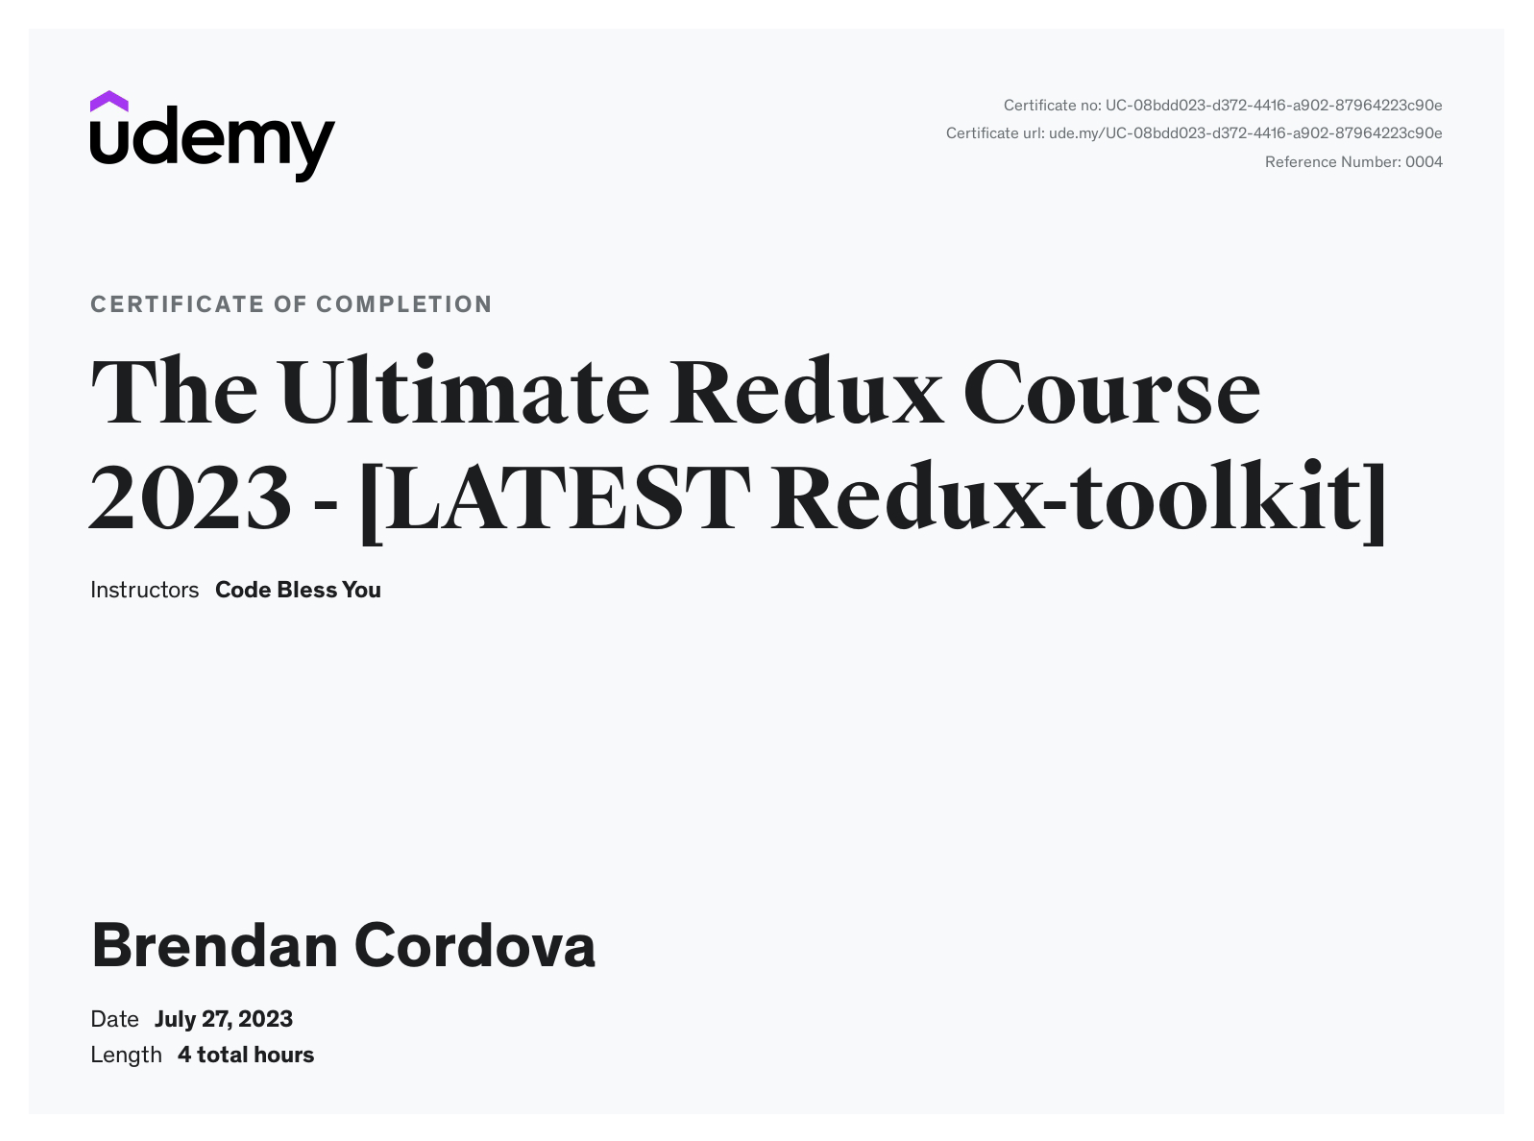 udemy
Certificate no: UC-08bdd023-d372-4416-a902-87964223c90e
Certificate url: ude.my/UC-08bdd023-d372-4416-a902-87964223c90e
Reference Number: 0004
CERTIFICATE OF COMPLETION
The Ultimate Redux Course
2023 - [LATEST Redux-toolkit]
Instructors Code Bless You
Brendan Cordova
Date July 27, 2023
Length 4 total hours